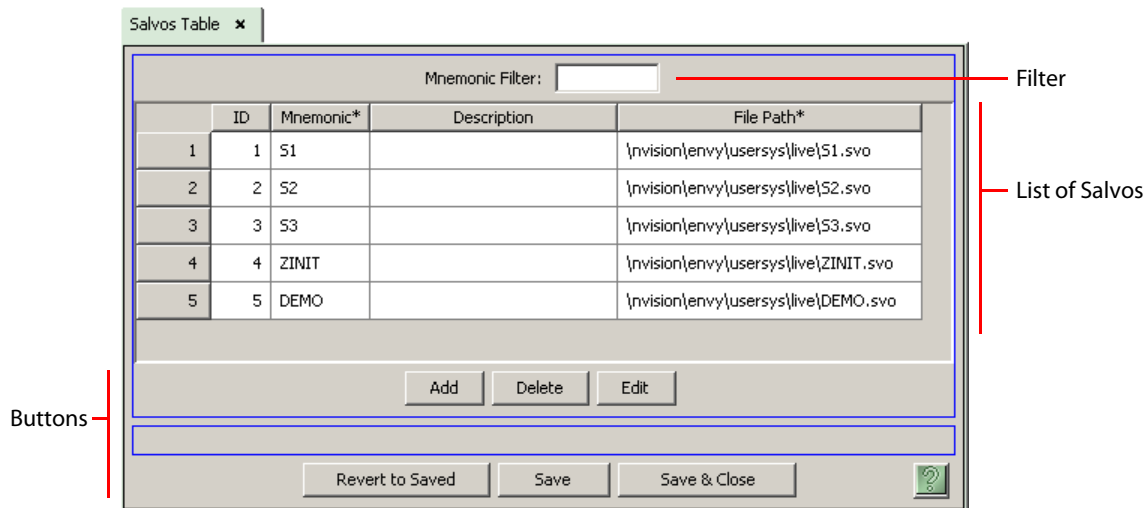 Salvos Table ×
Mnemonic Filter:
Filter
ID Mnemonic* Description File Path*
1 1 S1 \nvision\envy\usersys\live\S1.svo
2 2 S2 \nvision\envy\usersys\live\S2.svo
3 3 S3 \nvision\envy\usersys\live\S3.svo
4 4 ZINIT \nvision\envy\usersys\live\ZINIT.svo
5 5 DEMO \nvision\envy\usersys\live\DEMO.svo
List of Salvos
Add Delete Edit
Buttons
Revert to Saved Save Save & Close ?